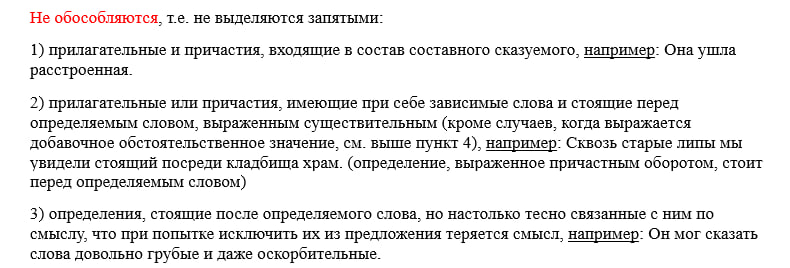 Не обособляются, т.е. не выделяются запятыми:
1) прилагательные и причастия, входящие в состав составного сказуемого, например: Она ушла
расстроенная.
2) прилагательные или причастия, имеющие при себе зависимые слова и стоящие перед
определяемым словом, выраженным существительным (кроме случаев, когда выражается
добавочное обстоятельственное значение, см. выше пункт 4), например: Сквозь старые липы мы
увидели стоящий посреди кладбища храм. (определение, выраженное причастным оборотом, стоит
перед определяемым словом)
3) определения, стоящие после определяемого слова, но настолько тесно связанные с ним по
смыслу, что при попытке исключить их из предложения теряется смысл, например: Он мог сказать
слова довольно грубые и даже оскорбительные.